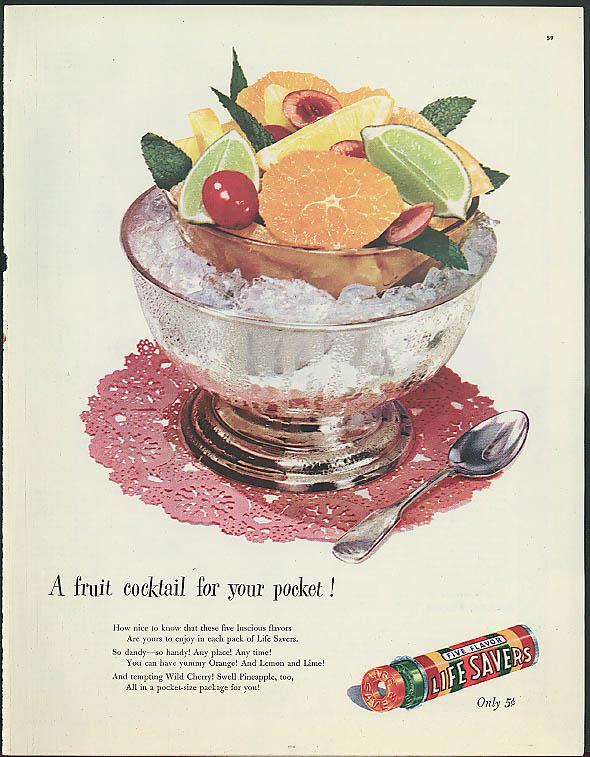 59
A fruit cocktail for your pocket !
How nice to know that these five luscious flavors
Are yours to enjoy in each pack of Life Savers.
So dandy—so handy! Any place! Any time!
You can have yummy Orange! And Lemon and Lime!
And tempting Wild Cherry! Swell Pineapple, too,
All in a pocket-size package for you!
FIVE FLAVOR
LIFE SAVERS
LIFE
SAVERS
Only 5¢